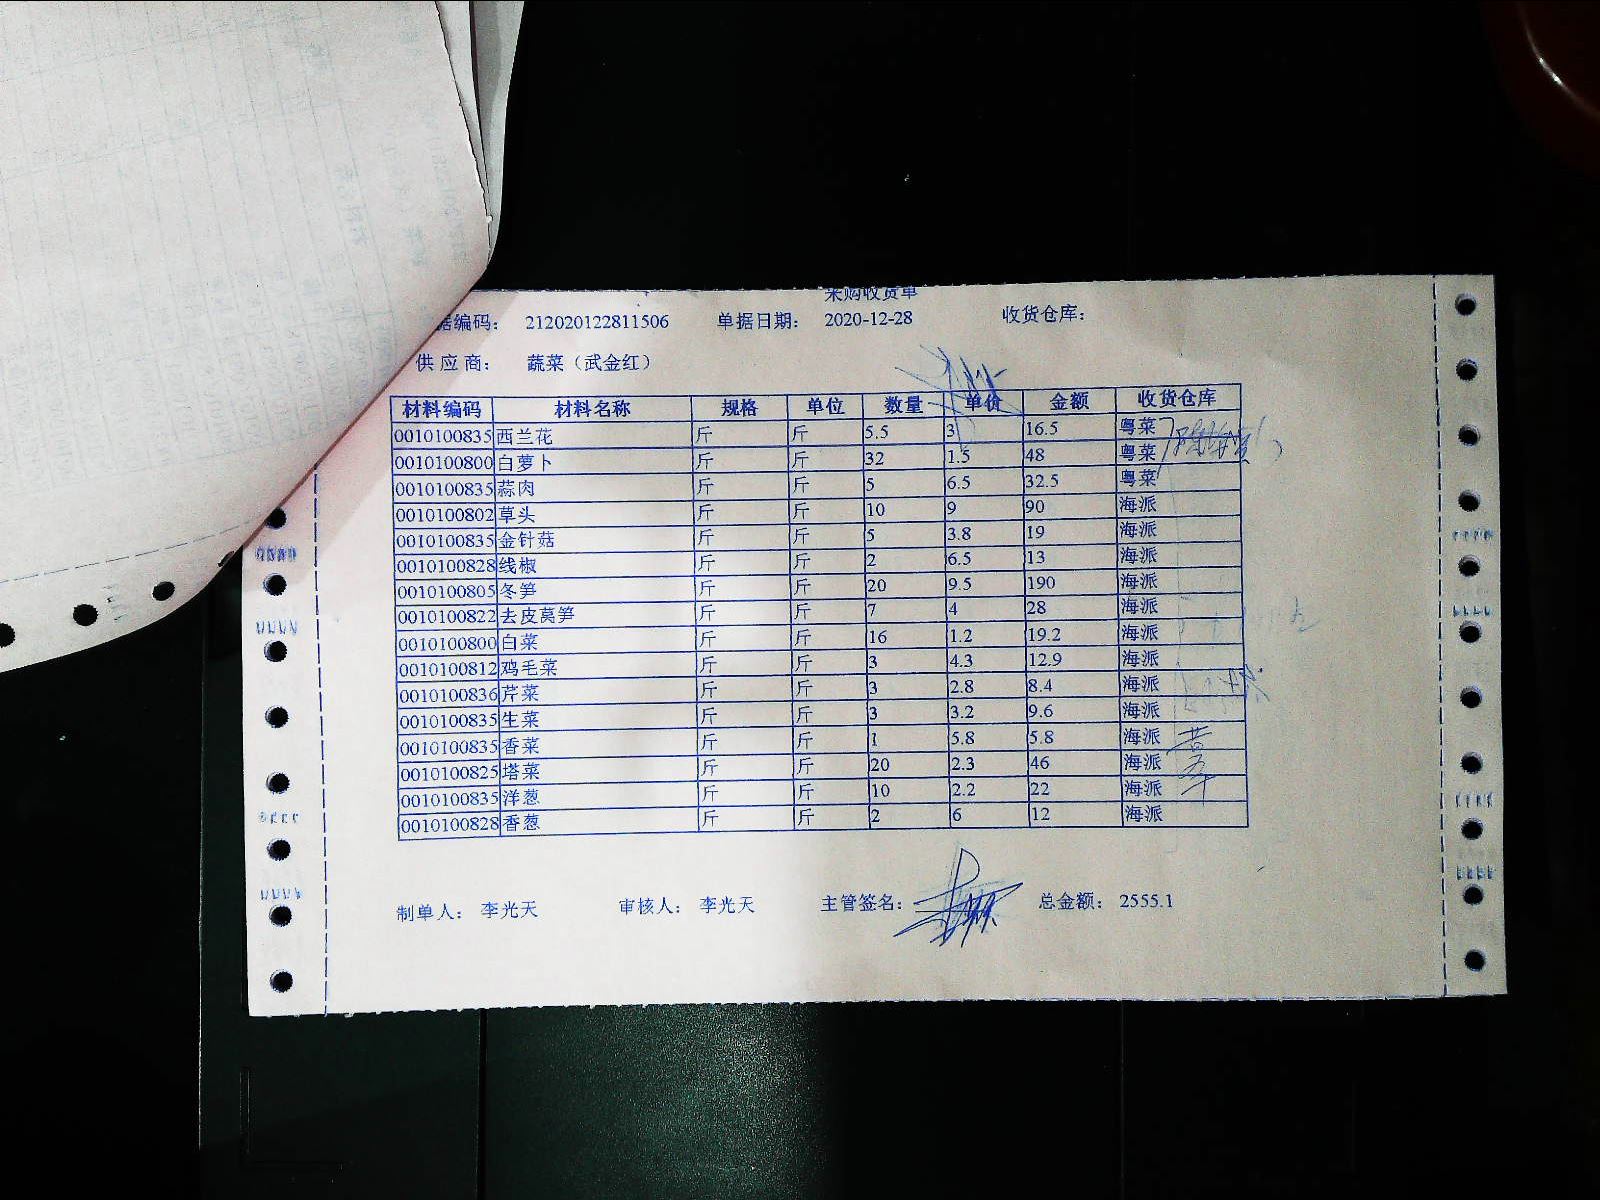 采购收货单
据编码： 212020122811506 单据日期： 2020-12-28 收货仓库：
供应商： 蔬菜（武金红）
材料编码 材料名称 规格 单位 数量 单价 金额 收货仓库
0010100835 西兰花 斤 斤 5.5 3 16.5 粤菜
0010100800 白萝卜 斤 斤 32 1.5 48 粤菜
0010100835 蒜肉 斤 斤 5 6.5 32.5 粤菜
0010100802 草头 斤 斤 10 9 90 海派
0010100835 金针菇 斤 斤 5 3.8 19 海派
0010100828 线椒 斤 斤 2 6.5 13 海派
0010100805 冬笋 斤 斤 20 9.5 190 海派
0010100822 去皮莴笋 斤 斤 7 4 28 海派
0010100800 白菜 斤 斤 16 1.2 19.2 海派
0010100812 鸡毛菜 斤 斤 3 4.3 12.9 海派
0010100836 芹菜 斤 斤 3 2.8 8.4 海派
0010100835 生菜 斤 斤 3 3.2 9.6 海派
0010100835 香菜 斤 斤 1 5.8 5.8 海派
0010100825 塔菜 斤 斤 20 2.3 46 海派
0010100835 洋葱 斤 斤 10 2.2 22 海派
0010100828 香葱 斤 斤 2 6 12 海派
制单人： 李光天 审核人： 李光天 主管签名： 总金额： 2555.1